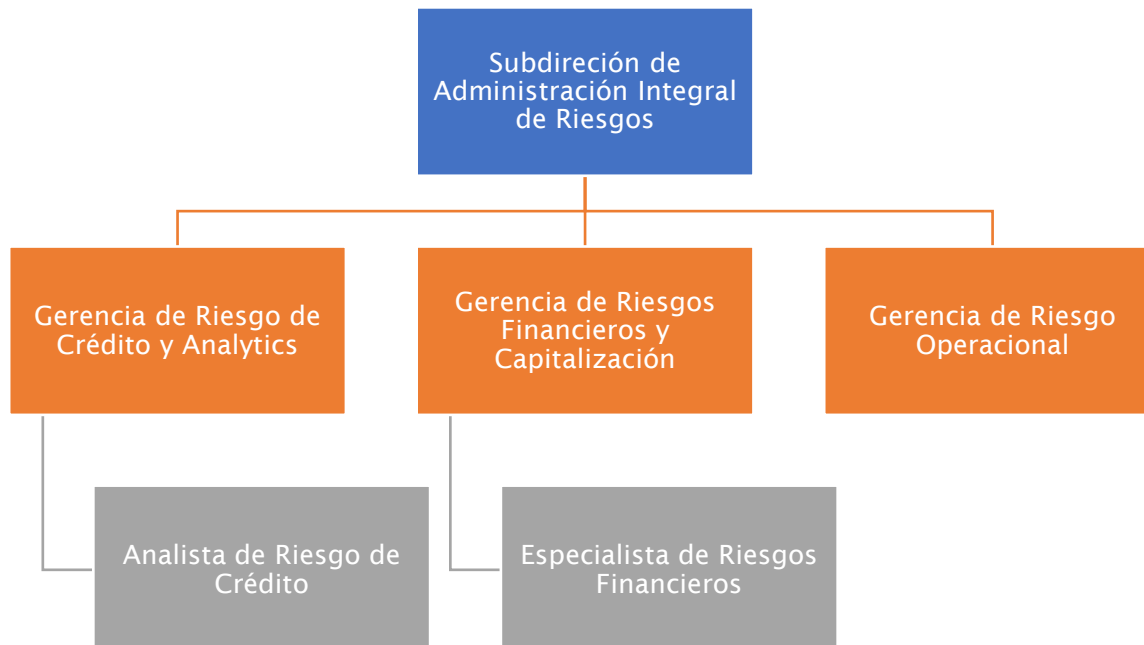 Subdireción de
Administración Integral
de Riesgos
Gerencia de Riesgo de
Crédito y Analytics
Gerencia de Riesgos
Financieros y
Capitalización
Gerencia de Riesgo
Operacional
Analista de Riesgo de
Crédito
Especialista de Riesgos
Financieros